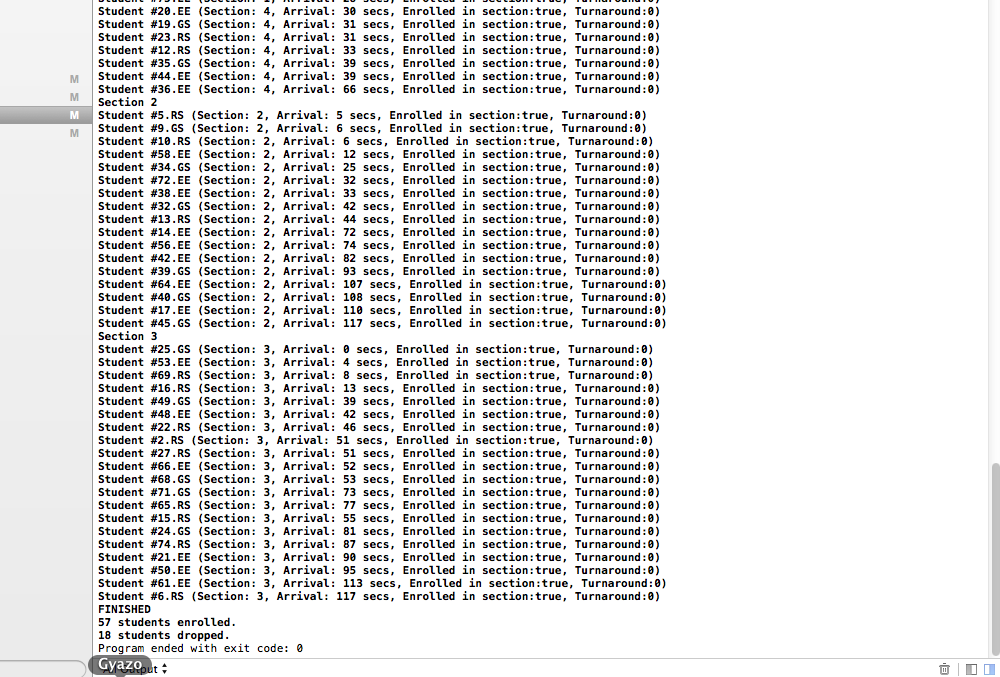 Student #20.EE (Section: 4, Arrival: 30 secs, Enrolled in section:true, Turnaround:0)
Student #19.GS (Section: 4, Arrival: 31 secs, Enrolled in section:true, Turnaround:0)
Student #23.RS (Section: 4, Arrival: 31 secs, Enrolled in section:true, Turnaround:0)
Student #12.RS (Section: 4, Arrival: 33 secs, Enrolled in section:true, Turnaround:0)
Student #35.GS (Section: 4, Arrival: 39 secs, Enrolled in section:true, Turnaround:0)
Student #44.EE (Section: 4, Arrival: 39 secs, Enrolled in section:true, Turnaround:0)
Student #36.EE (Section: 4, Arrival: 66 secs, Enrolled in section:true, Turnaround:0)
M
M
M
M
Section 2
Student #5.RS (Section: 2, Arrival: 5 secs, Enrolled in section:true, Turnaround:0)
Student #9.GS (Section: 2, Arrival: 6 secs, Enrolled in section:true, Turnaround:0)
Student #10.RS (Section: 2, Arrival: 6 secs, Enrolled in section:true, Turnaround:0)
Student #58.EE (Section: 2, Arrival: 12 secs, Enrolled in section:true, Turnaround:0)
Student #34.GS (Section: 2, Arrival: 25 secs, Enrolled in section:true, Turnaround:0)
Student #72.EE (Section: 2, Arrival: 32 secs, Enrolled in section:true, Turnaround:0)
Student #38.EE (Section: 2, Arrival: 33 secs, Enrolled in section:true, Turnaround:0)
Student #32.GS (Section: 2, Arrival: 42 secs, Enrolled in section:true, Turnaround:0)
Student #13.RS (Section: 2, Arrival: 44 secs, Enrolled in section:true, Turnaround:0)
Student #14.EE (Section: 2, Arrival: 72 secs, Enrolled in section:true, Turnaround:0)
Student #56.EE (Section: 2, Arrival: 74 secs, Enrolled in section:true, Turnaround:0)
Student #42.EE (Section: 2, Arrival: 82 secs, Enrolled in section:true, Turnaround:0)
Student #39.GS (Section: 2, Arrival: 93 secs, Enrolled in section:true, Turnaround:0)
Student #64.EE (Section: 2, Arrival: 107 secs, Enrolled in section:true, Turnaround:0)
Student #40.GS (Section: 2, Arrival: 108 secs, Enrolled in section:true, Turnaround:0)
Student #17.EE (Section: 2, Arrival: 110 secs, Enrolled in section:true, Turnaround:0)
Student #45.GS (Section: 2, Arrival: 117 secs, Enrolled in section:true, Turnaround:0)
Section 3
Student #25.GS (Section: 3, Arrival: 0 secs, Enrolled in section:true, Turnaround:0)
Student #53.EE (Section: 3, Arrival: 4 secs, Enrolled in section:true, Turnaround:0)
Student #69.RS (Section: 3, Arrival: 8 secs, Enrolled in section:true, Turnaround:0)
Student #16.RS (Section: 3, Arrival: 13 secs, Enrolled in section:true, Turnaround:0)
Student #49.GS (Section: 3, Arrival: 39 secs, Enrolled in section:true, Turnaround:0)
Student #48.EE (Section: 3, Arrival: 42 secs, Enrolled in section:true, Turnaround:0)
Student #22.RS (Section: 3, Arrival: 46 secs, Enrolled in section:true, Turnaround:0)
Student #2.RS (Section: 3, Arrival: 51 secs, Enrolled in section:true, Turnaround:0)
Student #27.RS (Section: 3, Arrival: 51 secs, Enrolled in section:true, Turnaround:0)
Student #66.EE (Section: 3, Arrival: 52 secs, Enrolled in section:true, Turnaround:0)
Student #68.GS (Section: 3, Arrival: 53 secs, Enrolled in section:true, Turnaround:0)
Student #71.GS (Section: 3, Arrival: 73 secs, Enrolled in section:true, Turnaround:0)
Student #65.RS (Section: 3, Arrival: 77 secs, Enrolled in section:true, Turnaround:0)
Student #15.RS (Section: 3, Arrival: 55 secs, Enrolled in section:true, Turnaround:0)
Student #24.GS (Section: 3, Arrival: 81 secs, Enrolled in section:true, Turnaround:0)
Student #74.RS (Section: 3, Arrival: 87 secs, Enrolled in section:true, Turnaround:0)
Student #21.EE (Section: 3, Arrival: 90 secs, Enrolled in section:true, Turnaround:0)
Student #50.EE (Section: 3, Arrival: 95 secs, Enrolled in section:true, Turnaround:0)
Student #61.EE (Section: 3, Arrival: 113 secs, Enrolled in section:true, Turnaround:0)
Student #6.RS (Section: 3, Arrival: 117 secs, Enrolled in section:true, Turnaround:0)
FINISHED
57 students enrolled.
18 students dropped.
Program ended with exit code: 0
Gyazo